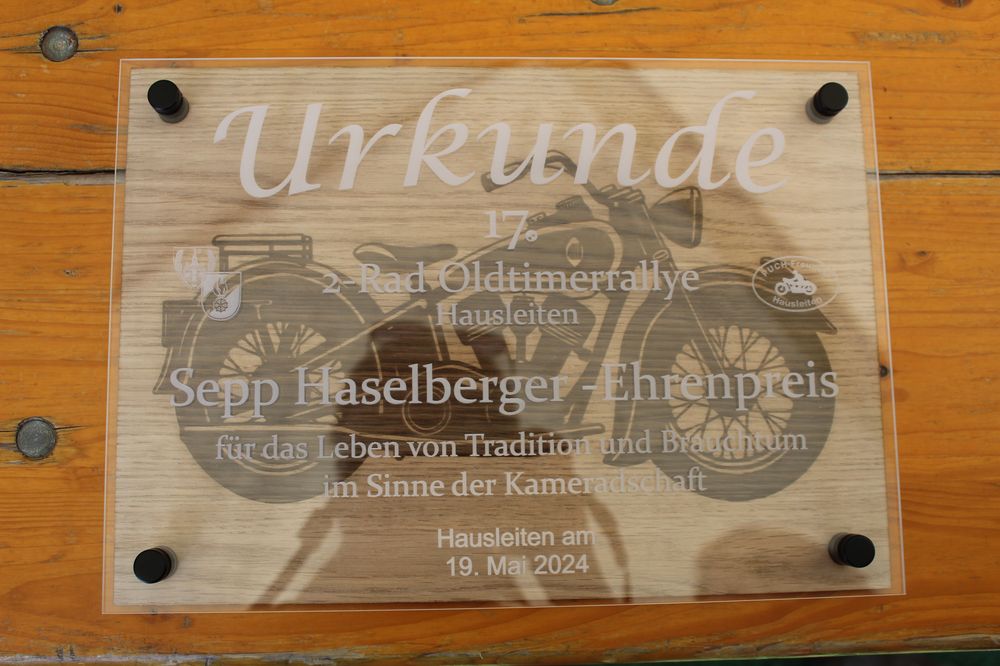 Urkunde
17.
2-Rad Oldtimerrallye
Hausleiten
Hausleiten
Sepp Haselberger -Ehrenpreis
für das Leben von Tradition und Brauchtum
im Sinne der Kameradschaft
Hausleiten am
19. Mai 2024